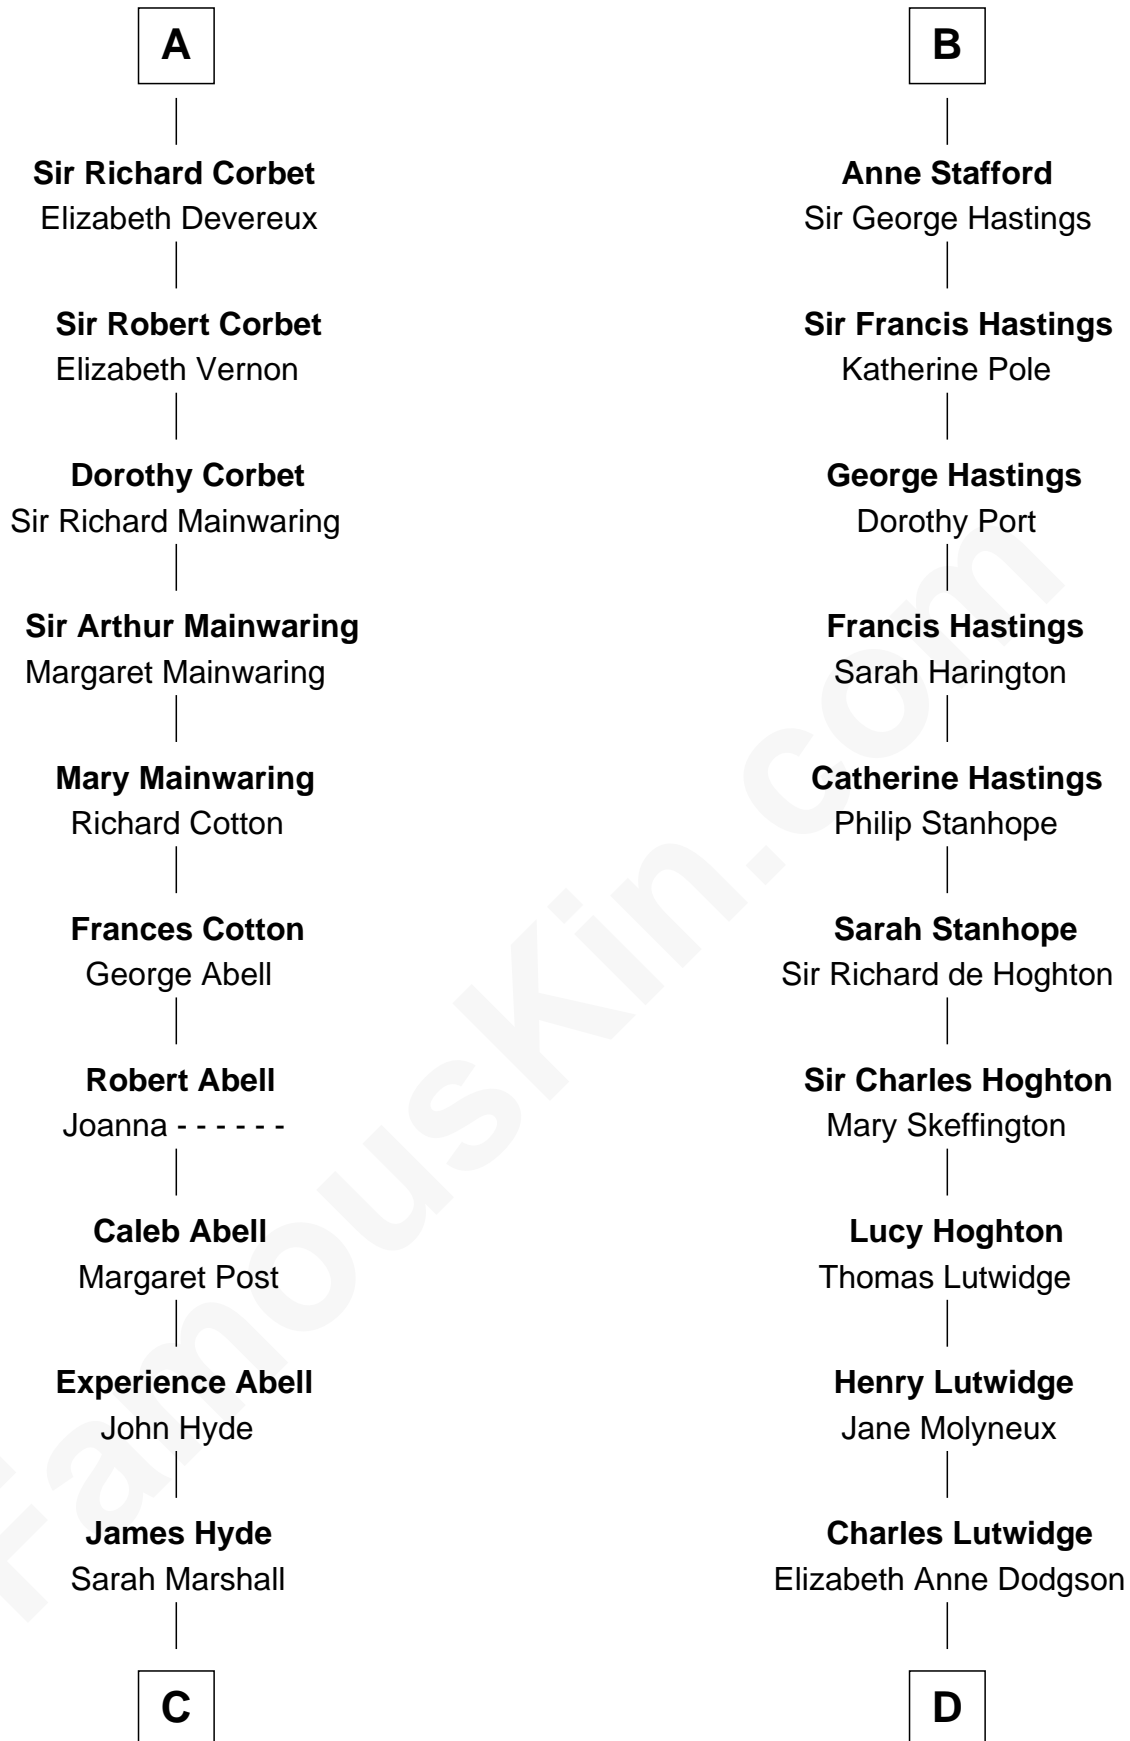 A
Sir Richard Corbet
Elizabeth Devereux
Sir Robert Corbet
Elizabeth Vernon
Dorothy Corbet
Sir Richard Mainwaring
Sir Arthur Mainwaring
Margaret Mainwaring
Mary Mainwaring
Richard Cotton
Frances Cotton
George Abell
Robert Abell
Joanna - - - - - -
Caleb Abell
Margaret Post
Experience Abell
John Hyde
James Hyde
Sarah Marshall
C
B
Anne Stafford
Sir George Hastings
Sir Francis Hastings
Katherine Pole
George Hastings
Dorothy Port
Francis Hastings
Sarah Harington
Catherine Hastings
Philip Stanhope
Sarah Stanhope
Sir Richard de Hoghton
Sir Charles Hoghton
Mary Skeffington
Lucy Hoghton
Thomas Lutwidge
Henry Lutwidge
Jane Molyneux
Charles Lutwidge
Elizabeth Anne Dodgson
D
FamousKin.com